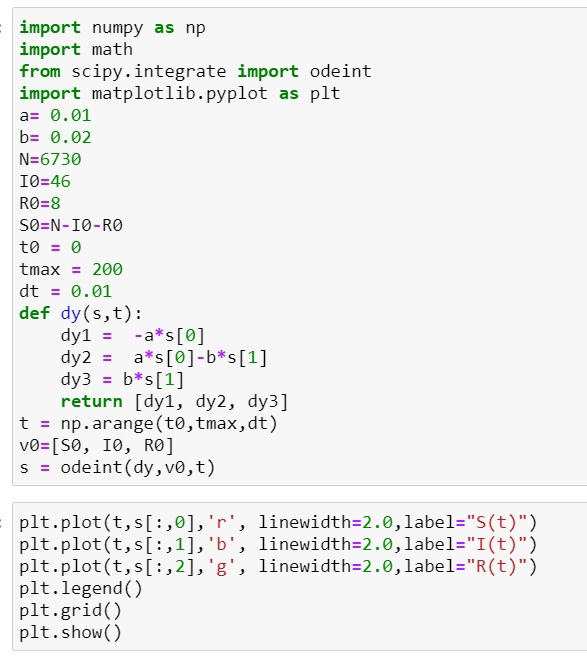 import numpy as np
import math
from scipy.integrate import odeint
import matplotlib.pyplot as plt
a= 0.01
b= 0.02
N=6730
I0=46
R0=8
S0=N-I0-R0
t0 = 0
tmax = 200
dt = 0.01
def dy(s,t):
    dy1 =  -a*s[0]
    dy2 =  a*s[0]-b*s[1]
    dy3 = b*s[1]
    return [dy1, dy2, dy3]
t = np.arange(t0,tmax,dt)
v0=[S0, I0, R0]
s = odeint(dy,v0,t)
plt.plot(t,s[:,0],'r', linewidth=2.0,label="S(t)")
plt.plot(t,s[:,1],'b', linewidth=2.0,label="I(t)")
plt.plot(t,s[:,2],'g', linewidth=2.0,label="R(t)")
plt.legend()
plt.grid()
plt.show()